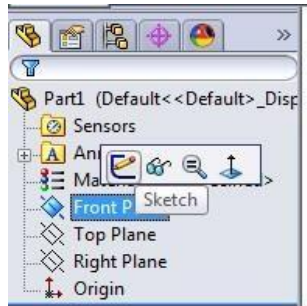 »
Part1 (Default<<Default>_Disp
Sensors
A An
Ma >
Front P
Sketch
Top Plane
Right Plane
Origin